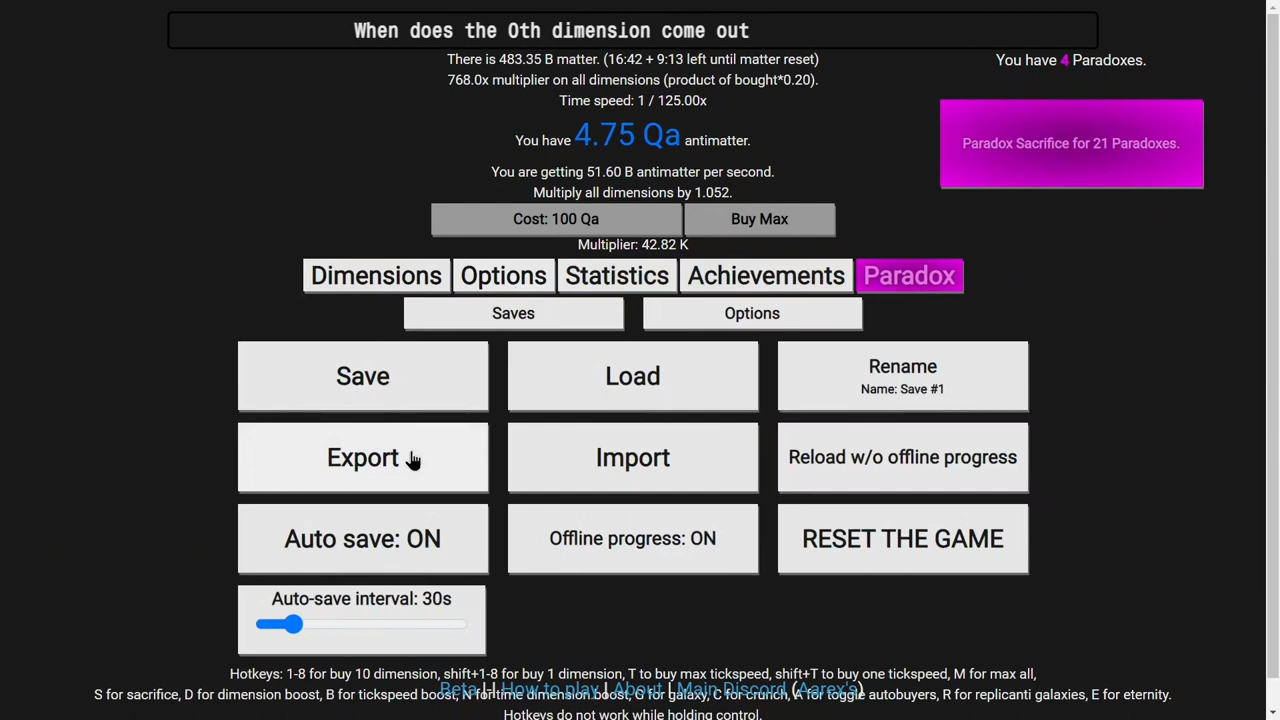 When does the 0th dimension come out
There is 483.35 B matter. (16:42 + 9:13 left until matter reset)
You have 4 Paradoxes.
768.0x multiplier on all dimensions (product of bought*0.20).
Time speed: 1 / 125.00x
You have 4.75 Qa antimatter.
Paradox Sacrifice for 21 Paradoxes.
You are getting 51.60 B antimatter per second.
Multiply all dimensions by 1.052.
Cost: 100 Qa Buy Max
Multiplier: 42.82 K
Dimensions Options Statistics Achievements Paradox
Saves Options
Save Load Rename
Name: Save #1
Export Import Reload w/o offline progress
Auto save: ON Offline progress: ON RESET THE GAME
Auto-save interval: 30s
Hotkeys: 1-8 for buy 10 dimension, shift+1-8 for buy 1 dimension, T to buy max tickspeed, shift+T to buy one tickspeed, M for max all,
Beta | How to play | About | Main Discord (Aarex's)
S for sacrifice, D for dimension boost, B for tickspeed boost, N for time dimension boost, G for galaxy, C for crunch, A for toggle autobuyers, R for replicanti galaxies, E for eternity.
Hotkeys do not work while holding control.